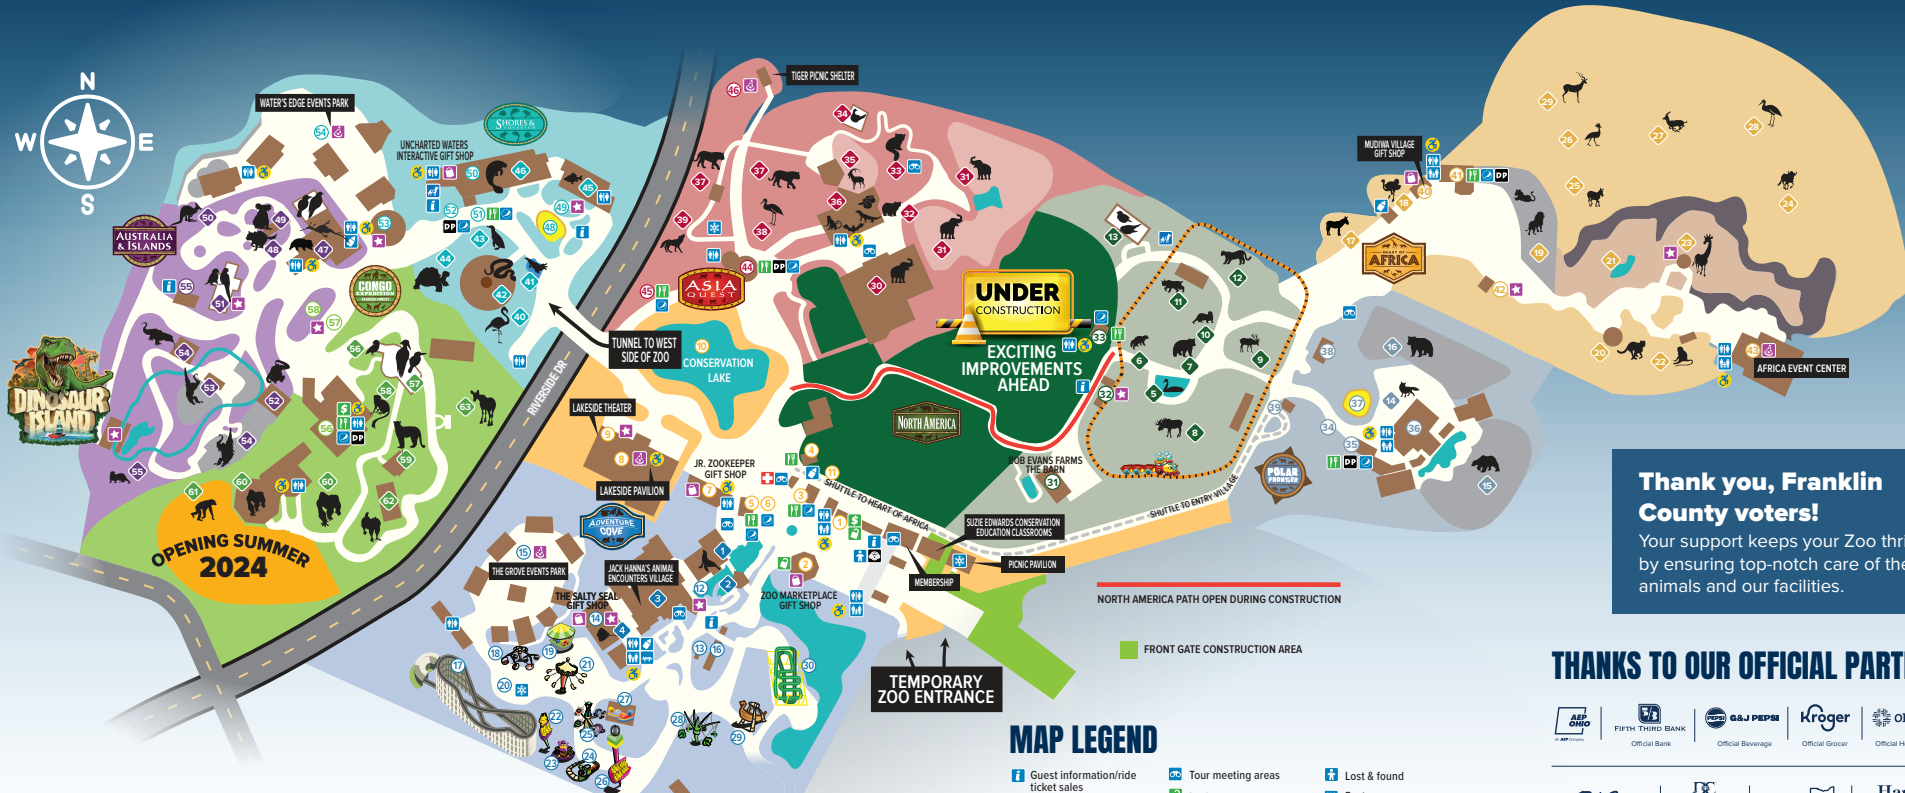 N
W
E
S
WATER'S EDGE EVENTS PARK
UNCHARTED WATERS
INTERACTIVE GIFT SHOP
SHORES &
AUSTRALIA
& ISLANDS
CONGO
EXPEDITION
DINOSAUR
ISLAND
OPENING SUMMER
2024
TUNNEL TO WEST
SIDE OF ZOO
RIVERSIDE DR
TIGER PICNIC SHELTER
ASIA
QUEST
CONSERVATION
LAKE
UNDER
CONSTRUCTION
EXCITING
IMPROVEMENTS
AHEAD
NORTH AMERICA
BOB EVANS FARMS
THE BARN
LAKESIDE THEATER
LAKESIDE PAVILION
JR. ZOOKEEPER
GIFT SHOP
ADVENTURE
COVE
SHUTTLE TO HEART OF AFRICA
SHUTTLE TO ENTRY VILLAGE
SUZIE EDWARDS CONSERVATION
EDUCATION CLASSROOMS
PICNIC PAVILION
MEMBERSHIP
THE GROVE EVENTS PARK
JACK HANNA'S ANIMAL
ENCOUNTERS VILLAGE
THE SALTY SEAL
GIFT SHOP
ZOO MARKETPLACE
GIFT SHOP
TEMPORARY
ZOO ENTRANCE
MUDIWA VILLAGE
GIFT SHOP
HEART OF
AFRICA
AFRICA EVENT CENTER
POLAR
FRONTIER
NORTH AMERICA PATH OPEN DURING CONSTRUCTION
FRONT GATE CONSTRUCTION AREA
Thank you, Franklin
County voters!
Your support keeps your Zoo thri
by ensuring top-notch care of the
animals and our facilities.
THANKS TO OUR OFFICIAL PART
AEP
OHIO
An AEP Company
FIFTH THIRD BANK
Official Bank
PEPSI G&J PEPSI
Official Beverage
Kroger
Official Grocer
Official H
MAP LEGEND
Guest information/ride
ticket sales
Tour meeting areas
Lost & found